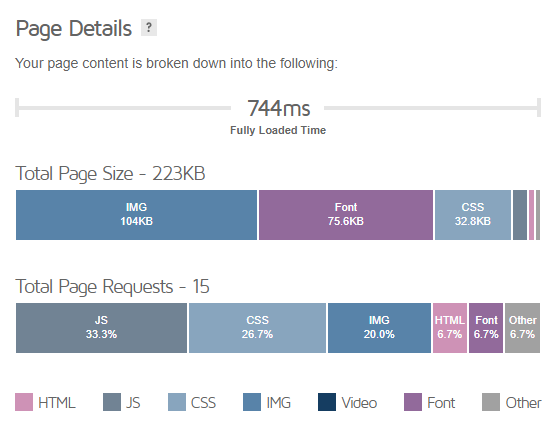 Page Details ?
Your page content is broken down into the following:
744ms
Fully Loaded Time
Total Page Size - 223KB
IMG Font CSS
104KB 75.6KB 32.8KB
Total Page Requests - 15
JS CSS IMG HTML Font Other
33.3% 26.7% 20.0% 6.7% 6.7% 6.7%
HTML JS CSS IMG Video Font Other